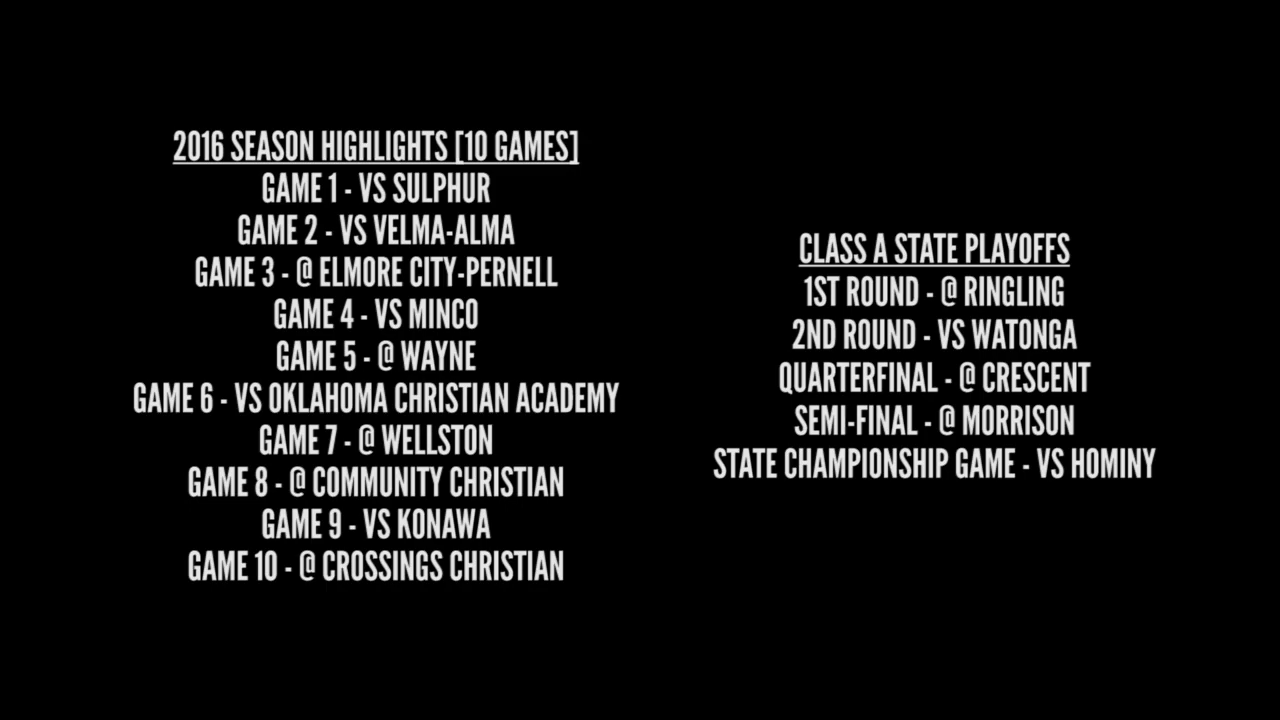 2016 SEASON HIGHLIGHTS [10 GAMES]
GAME 1 - VS SULPHUR
GAME 2 - VS VELMA-ALMA
GAME 3 - @ ELMORE CITY-PERNELL
GAME 4 - VS MINCO
GAME 5 - @ WAYNE
GAME 6 - VS OKLAHOMA CHRISTIAN ACADEMY
GAME 7 - @ WELLSTON
GAME 8 - @ COMMUNITY CHRISTIAN
GAME 9 - VS KONAWA
GAME 10 - @ CROSSINGS CHRISTIAN
CLASS A STATE PLAYOFFS
1ST ROUND - @ RINGLING
2ND ROUND - VS WATONGA
QUARTERFINAL - @ CRESCENT
SEMI-FINAL - @ MORRISON
STATE CHAMPIONSHIP GAME - VS HOMINY